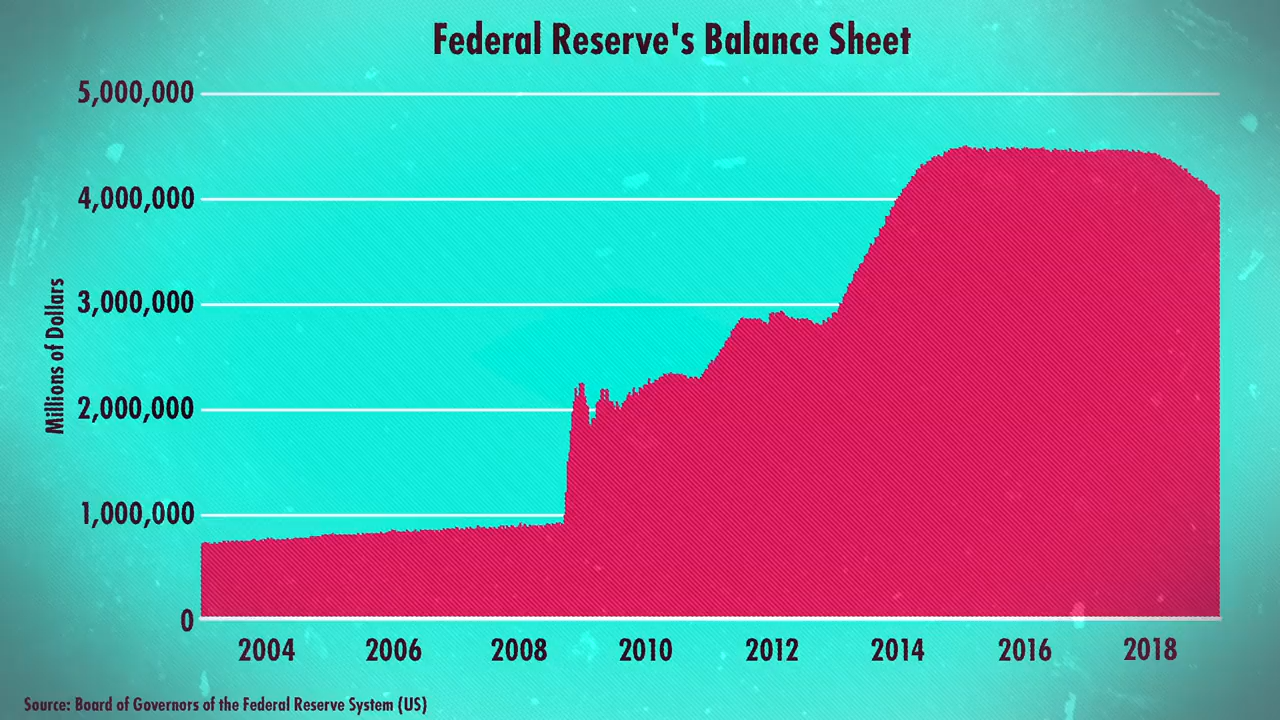 Federal Reserve's Balance Sheet
5,000,000
4,000,000
3,000,000
2,000,000
1,000,000
0
Millions of Dollars
2004 2006 2008 2010 2012 2014 2016 2018
Source: Board of Governors of the Federal Reserve System (US)